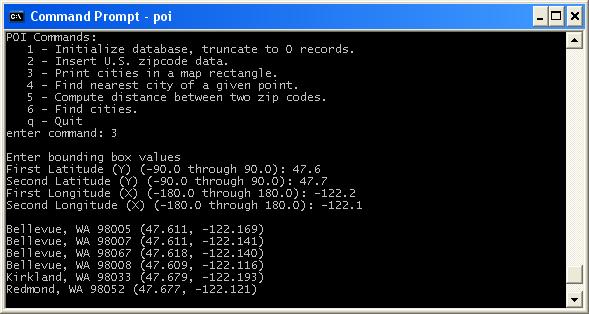 Command Prompt - poi
POI Commands:
1 - Initialize database, truncate to 0 records.
2 - Insert U.S. zipcode data.
3 - Print cities in a map rectangle.
4 - Find nearest city of a given point.
5 - Compute distance between two zip codes.
6 - Find cities.
q - Quit
enter command: 3
Enter bounding box values
First Latitude (Y) (-90.0 through 90.0): 47.6
Second Latitude (Y) (-90.0 through 90.0): 47.7
First Longitude (X) (-180.0 through 180.0): -122.2
Second Longitude (X) (-180.0 through 180.0): -122.1
Bellevue, WA 98005 (47.611, -122.169)
Bellevue, WA 98007 (47.611, -122.141)
Bellevue, WA 98067 (47.618, -122.140)
Bellevue, WA 98008 (47.609, -122.116)
Kirkland, WA 98033 (47.679, -122.193)
Redmond, WA 98052 (47.677, -122.121)